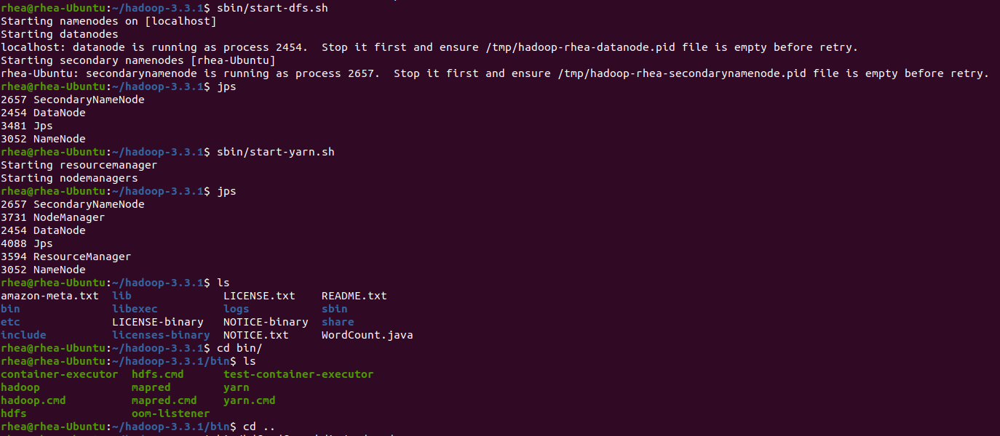 rhea@rhea-Ubuntu:~/hadoop-3.3.1$ sbin/start-dfs.sh
Starting namenodes on [localhost]
Starting datanodes
localhost: datanode is running as process 2454.  Stop it first and ensure /tmp/hadoop-rhea-datanode.pid file is empty before retry.
Starting secondary namenodes [rhea-Ubuntu]
rhea-Ubuntu: secondarynamenode is running as process 2657.  Stop it first and ensure /tmp/hadoop-rhea-secondarynamenode.pid file is empty before retry.
rhea@rhea-Ubuntu:~/hadoop-3.3.1$ jps
2657 SecondaryNameNode
2454 DataNode
3481 Jps
3052 NameNode
rhea@rhea-Ubuntu:~/hadoop-3.3.1$ sbin/start-yarn.sh
Starting resourcemanager
Starting nodemanagers
rhea@rhea-Ubuntu:~/hadoop-3.3.1$ jps
2657 SecondaryNameNode
3731 NodeManager
2454 DataNode
4088 Jps
3594 ResourceManager
3052 NameNode
rhea@rhea-Ubuntu:~/hadoop-3.3.1$ ls
amazon-meta.txt  lib              LICENSE.txt    README.txt
bin              libexec          logs           sbin
etc              LICENSE-binary   NOTICE-binary  share
include          licenses-binary  NOTICE.txt     WordCount.java
rhea@rhea-Ubuntu:~/hadoop-3.3.1$ cd bin/
rhea@rhea-Ubuntu:~/hadoop-3.3.1/bin$ ls
container-executor  hdfs.cmd      test-container-executor
hadoop              mapred        yarn
hadoop.cmd          mapred.cmd    yarn.cmd
hdfs                oom-listener
rhea@rhea-Ubuntu:~/hadoop-3.3.1/bin$ cd ..